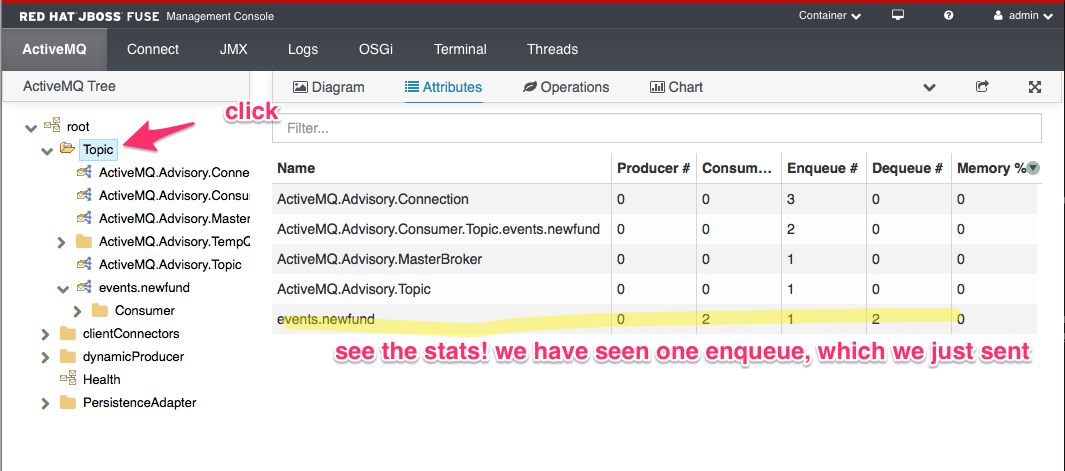 RED HAT JBOSS FUSE Management Console Container admin
ActiveMQ Connect JMX Logs OSGi Terminal Threads
ActiveMQ Tree
Diagram Attributes Operations Chart
click
Filter...
root
Topic
ActiveMQ.Advisory.Conne
ActiveMQ.Advisory.Consu
ActiveMQ.Advisory.Master
ActiveMQ.Advisory.TempQ
ActiveMQ.Advisory.Topic
events.newfund
Consumer
clientConnectors
dynamicProducer
Health
PersistenceAdapter
Name Producer # Consum... Enqueue # Dequeue # Memory %
ActiveMQ.Advisory.Connection 0 0 3 0 0
ActiveMQ.Advisory.Consumer.Topic.events.newfund 0 0 2 0 0
ActiveMQ.Advisory.MasterBroker 0 0 1 0 0
ActiveMQ.Advisory.Topic 0 0 1 0 0
events.newfund 0 2 1 2 0
see the stats! we have seen one enqueue, which we just sent